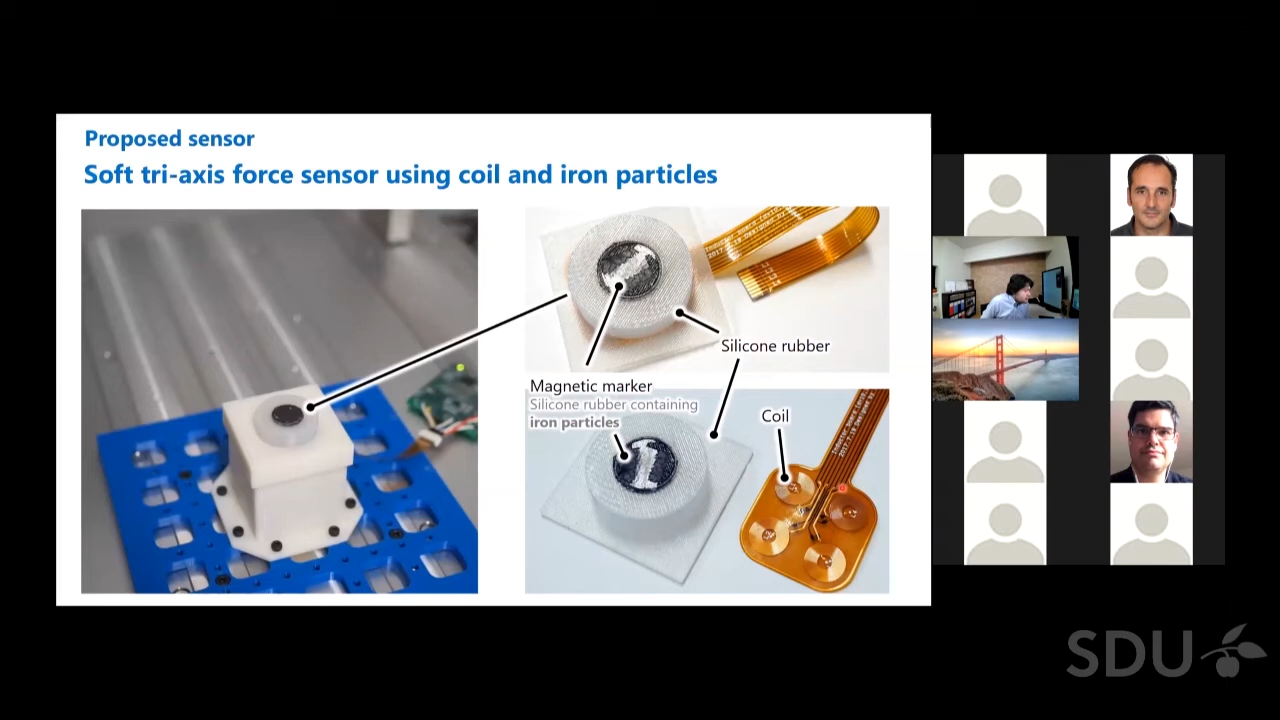 Proposed sensor
Soft tri-axis force sensor using coil and iron particles
Silicone rubber
Magnetic marker
Silicone rubber containing
iron particles
Coil
SDU